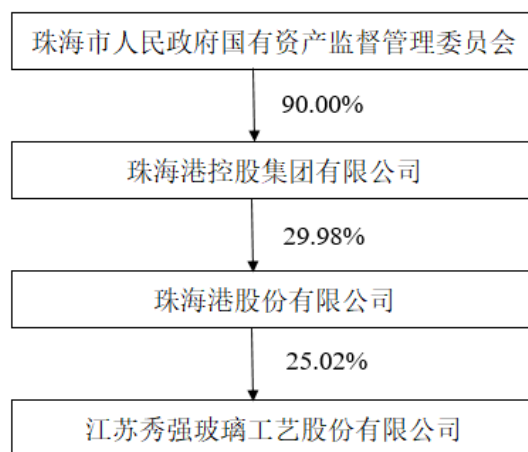 珠海市人民政府国有资产监督管理委员会
90.00%
珠海港控股集团有限公司
29.98%
珠海港股份有限公司
25.02%
江苏秀强玻璃工艺股份有限公司